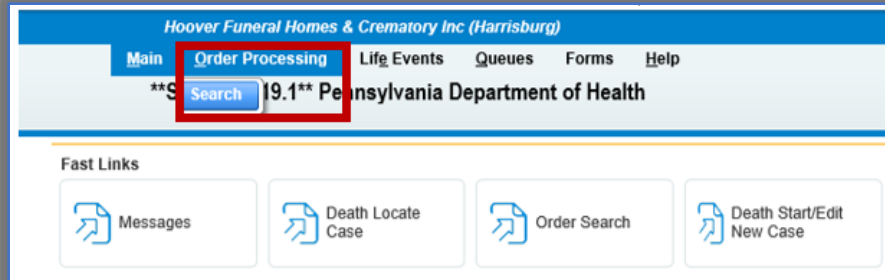 Hoover Funeral Homes & Crematory Inc (Harrisburg)
Main Order Processing Life Events Queues Forms Help
**S Search 19.1** Pennsylvania Department of Health
Fast Links
Messages
Death Locate
Case
Order Search
Death Start/Edit
New Case